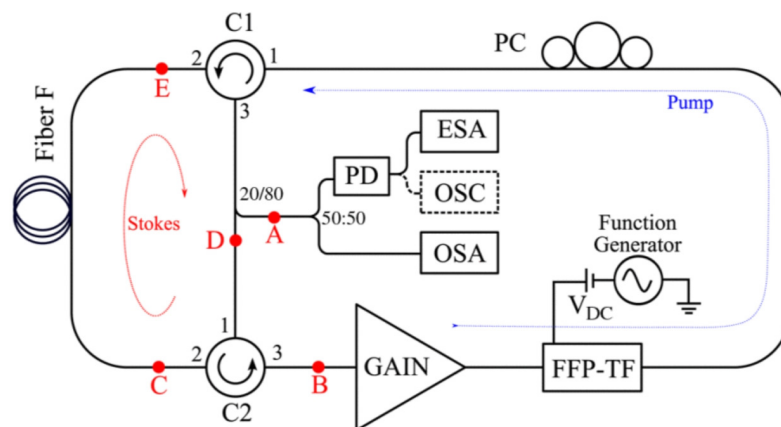 C1
PC
2
1
E
3
Pump
Fiber F
ESA
PD
OSC
20/80
Stokes
A
50:50
D
OSA
Function
Generator
V_DC
1
2
3
C
B
GAIN
FFP-TF
C2